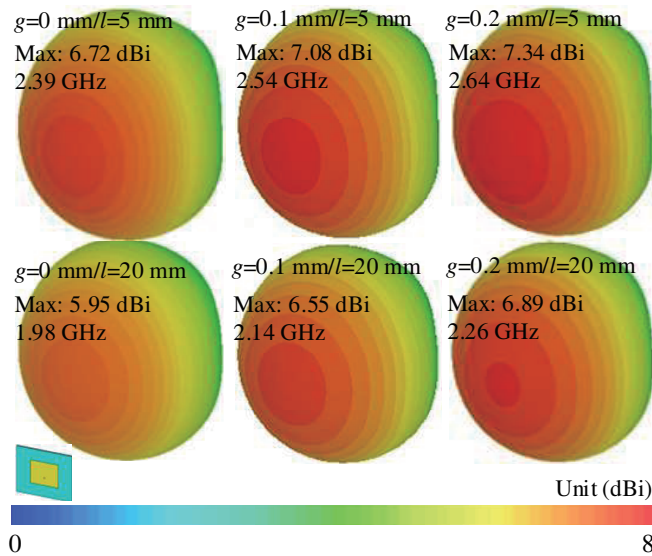 g=0 mm/l=5 mm
Max: 6.72 dBi
2.39 GHz
g=0.1 mm/l=5 mm
Max: 7.08 dBi
2.54 GHz
g=0.2 mm/l=5 mm
Max: 7.34 dBi
2.64 GHz
g=0 mm/l=20 mm
Max: 5.95 dBi
1.98 GHz
g=0.1 mm/l=20 mm
Max: 6.55 dBi
2.14 GHz
g=0.2 mm/l=20 mm
Max: 6.89 dBi
2.26 GHz
Unit (dBi)
0 8